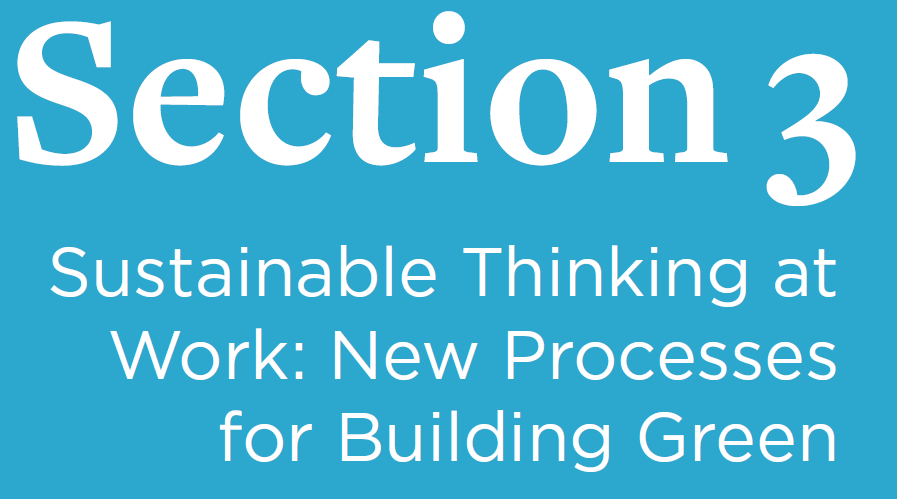 Section 3
Sustainable Thinking at
Work: New Processes
for Building Green